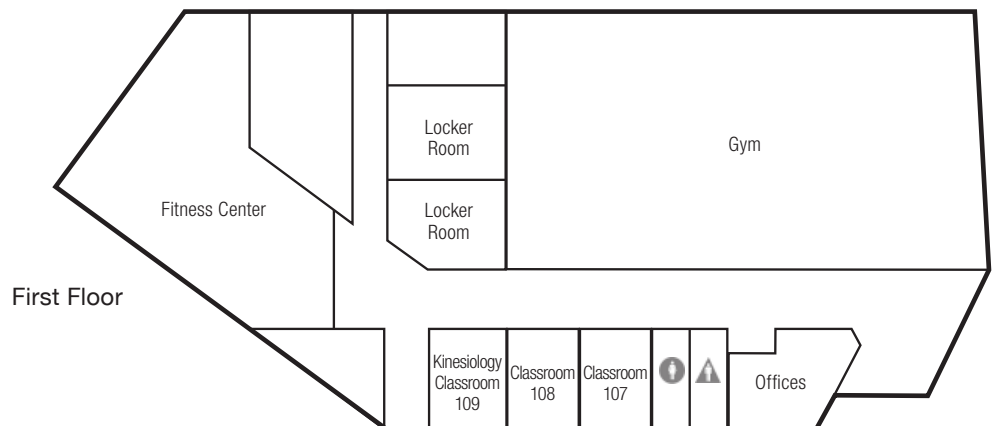 Locker
Room
Gym
Fitness Center
Locker
Room
First Floor
Kinesiology
Classroom
109
Classroom
108
Classroom
107
Offices